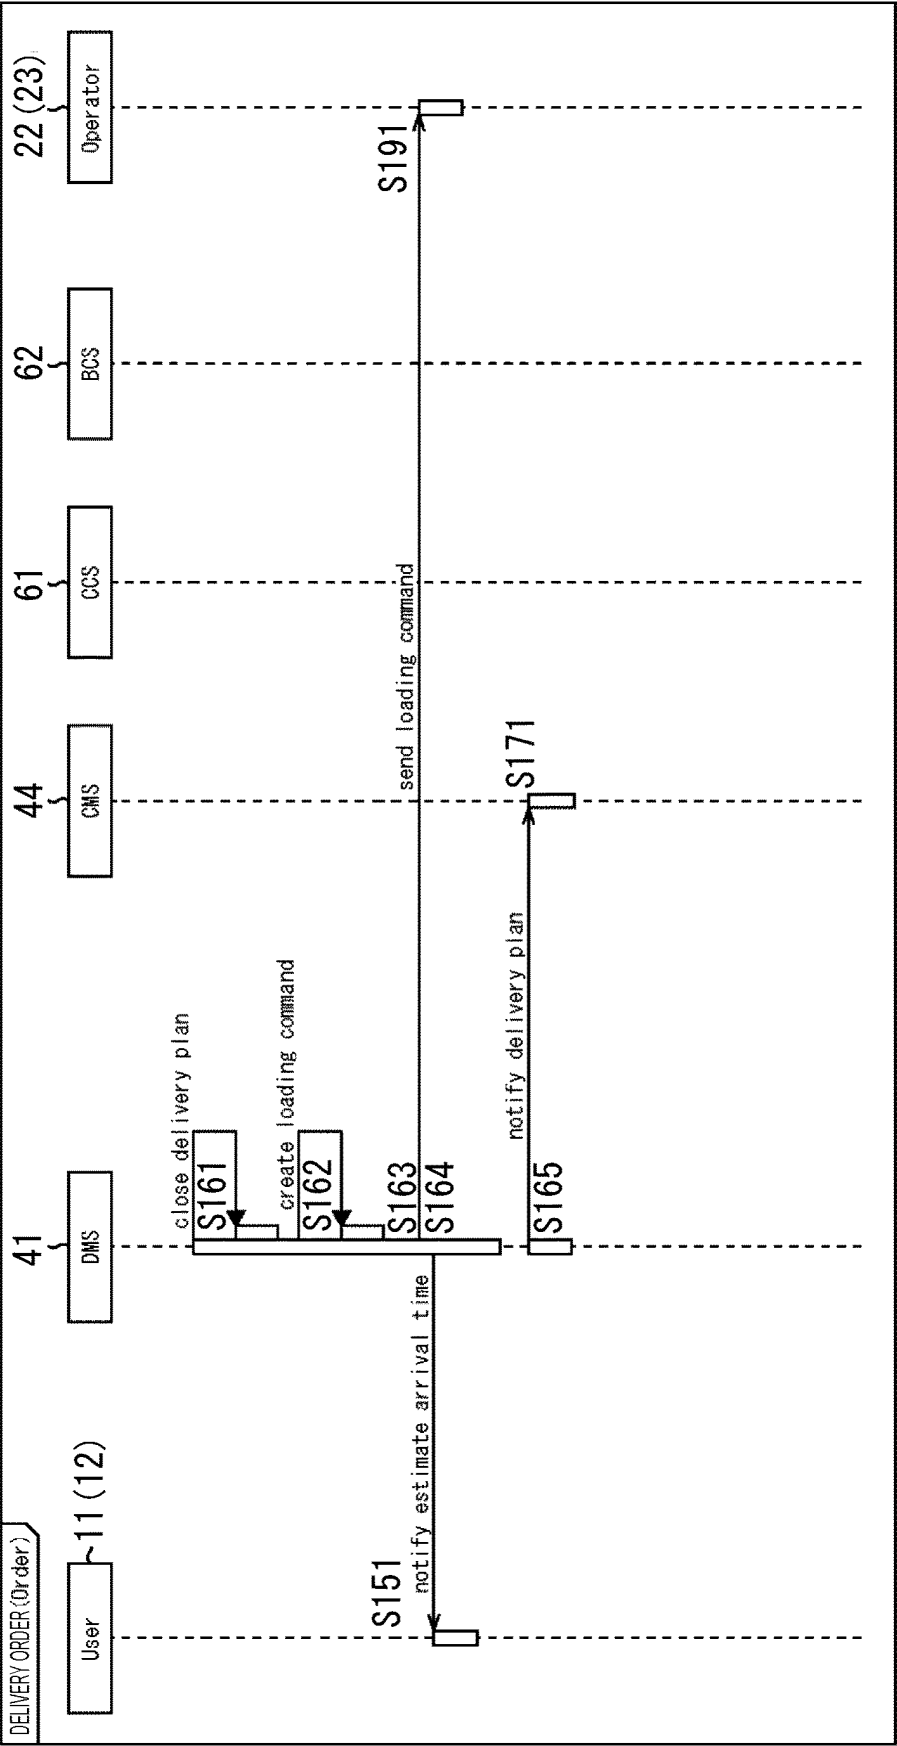 DELIVERY ORDER (Order)
11 (12)
41
44
61
62
22 (23)
User
DMS
CMS
CCS
BCS
Operator
close delivery plan
S161
create loading command
S162
S163
send loading command
S191
S164
notify estimate arrival time
S151
notify delivery plan
S165
S171